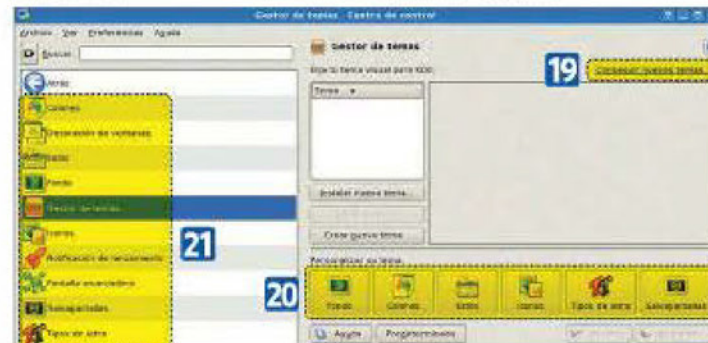 Gestor de temas - Centro de control
Archivo Ver Preferencias Ayuda
Buscar:
Atrás
Colores
Decoración de ventanas
Estilo
Fondo
Gestor de temas
Iconos
Notificación de lanzamiento
Pantalla anunciadora
Salvapantallas
Tipos de letra
21
Gestor de temas
Elija su tema visual para KDE:
19
Conseguir nuevos temas...
Tema
Instalar nuevo tema...
Crear nuevo tema
Personalizar su tema:
20
Fondo
Colores
Estilo
Iconos
Tipos de letra
Salvapantallas
Ayuda
Predeterminado